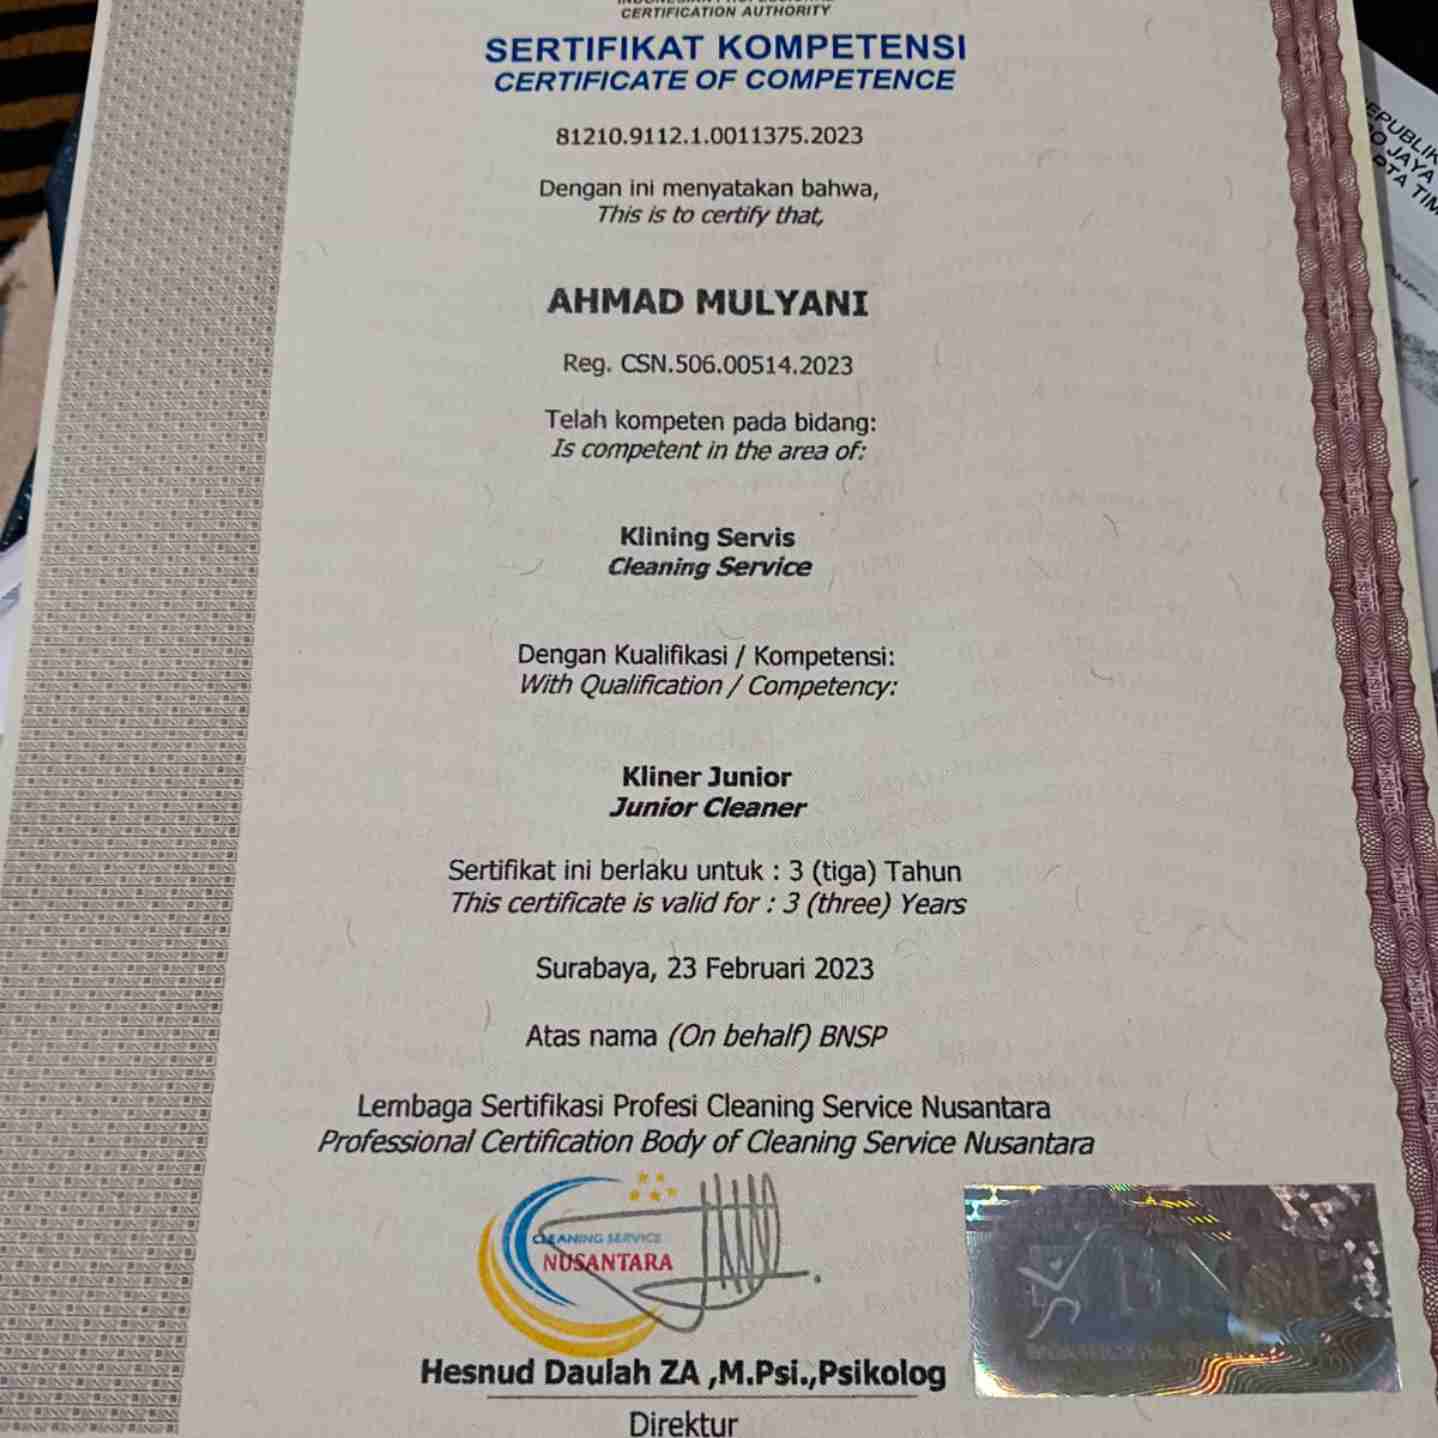 CERTIFICATION AUTHORITY
SERTIFIKAT KOMPETENSI
CERTIFICATE OF COMPETENCE
81210.9112.1.0011375.2023
Dengan ini menyatakan bahwa,
This is to certify that,
AHMAD MULYANI
Reg. CSN.506.00514.2023
Telah kompeten pada bidang:
Is competent in the area of:
Klining Servis
Cleaning Service
Dengan Kualifikasi / Kompetensi:
With Qualification / Competency:
Kliner Junior
Junior Cleaner
Sertifikat ini berlaku untuk : 3 (tiga) Tahun
This certificate is valid for : 3 (three) Years
Surabaya, 23 Februari 2023
Atas nama (On behalf) BNSP
Lembaga Sertifikasi Profesi Cleaning Service Nusantara
Professional Certification Body of Cleaning Service Nusantara
CLEANING SERVICE
NUSANTARA
Hesnud Daulah ZA ,M.Psi.,Psikolog
Direktur